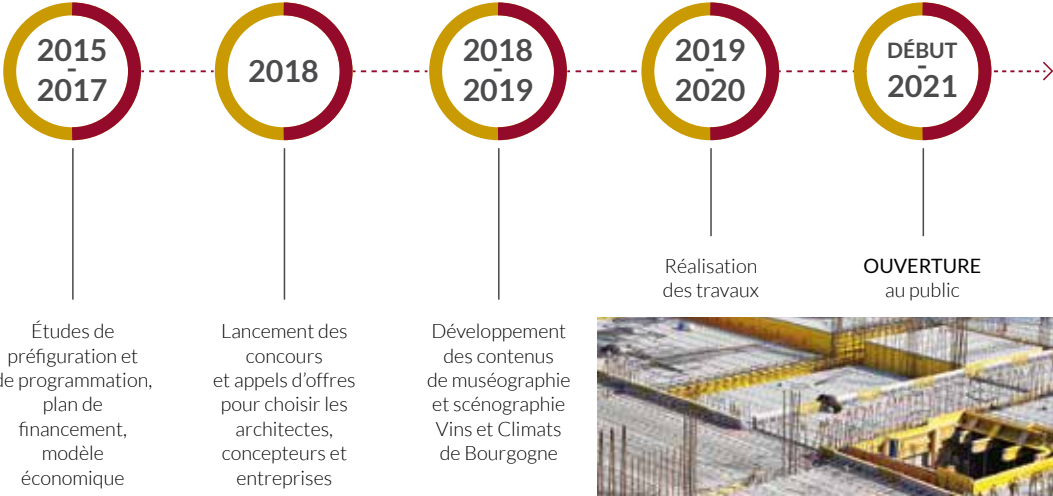 2015
-
2017
2018
2018
-
2019
2019
-
2020
DÉBUT
-
2021
Études de
préfiguration et
de programmation,
plan de
financement,
modèle
économique
Lancement des
concours
et appels d'offres
pour choisir les
architectes,
concepteurs et
entreprises
Développement
des contenus
de muséographie
et scénographie
Vins et Climats
de Bourgogne
Réalisation
des travaux
OUVERTURE
au public